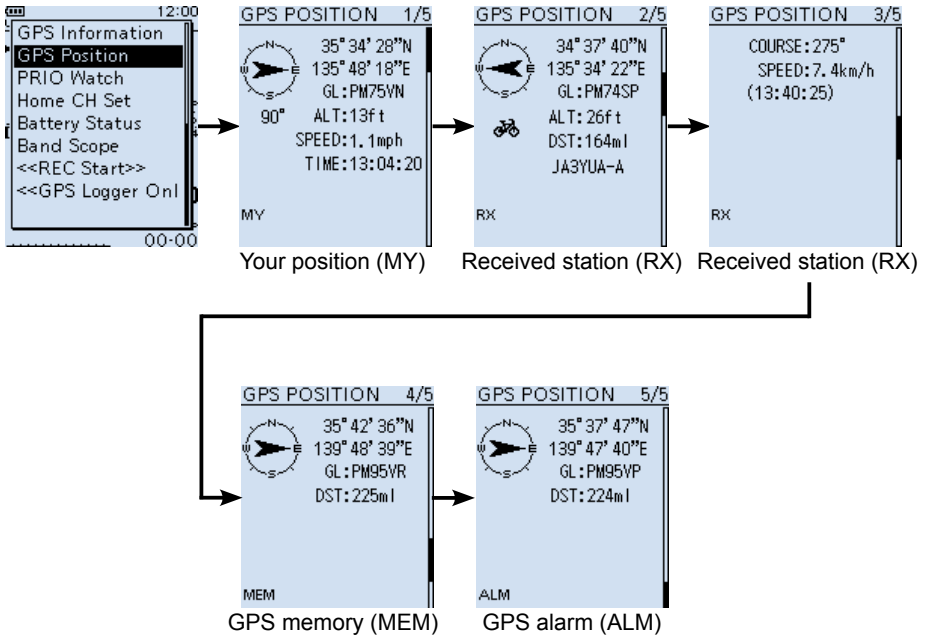 12:00
GPS Information
GPS Position
PRIO Watch
Home CH Set
Battery Status
Band Scope
<<REC Start>>
<<GPS Logger Onl
00-00
GPS POSITION 1/5
N
W E
S
35°34’28”N
135°48’18”E
GL:PM75VN
90°
ALT:13ft
SPEED:1.1mph
TIME:13:04:20
MY
Your position (MY)
GPS POSITION 2/5
N
W E
S
34°37’40”N
135°34’22”E
GL:PM74SP
ALT:26ft
DST:164ml
JA3YUA-A
RX
Received station (RX)
GPS POSITION 3/5
COURSE:275°
SPEED:7.4km/h
(13:40:25)
RX
Received station (RX)
GPS POSITION 4/5
N
W E
S
35°42’36”N
139°48’39”E
GL:PM95VR
DST:225ml
MEM
GPS memory (MEM)
GPS POSITION 5/5
N
W E
S
35°37’47”N
139°47’40”E
GL:PM95VP
DST:224ml
ALM
GPS alarm (ALM)